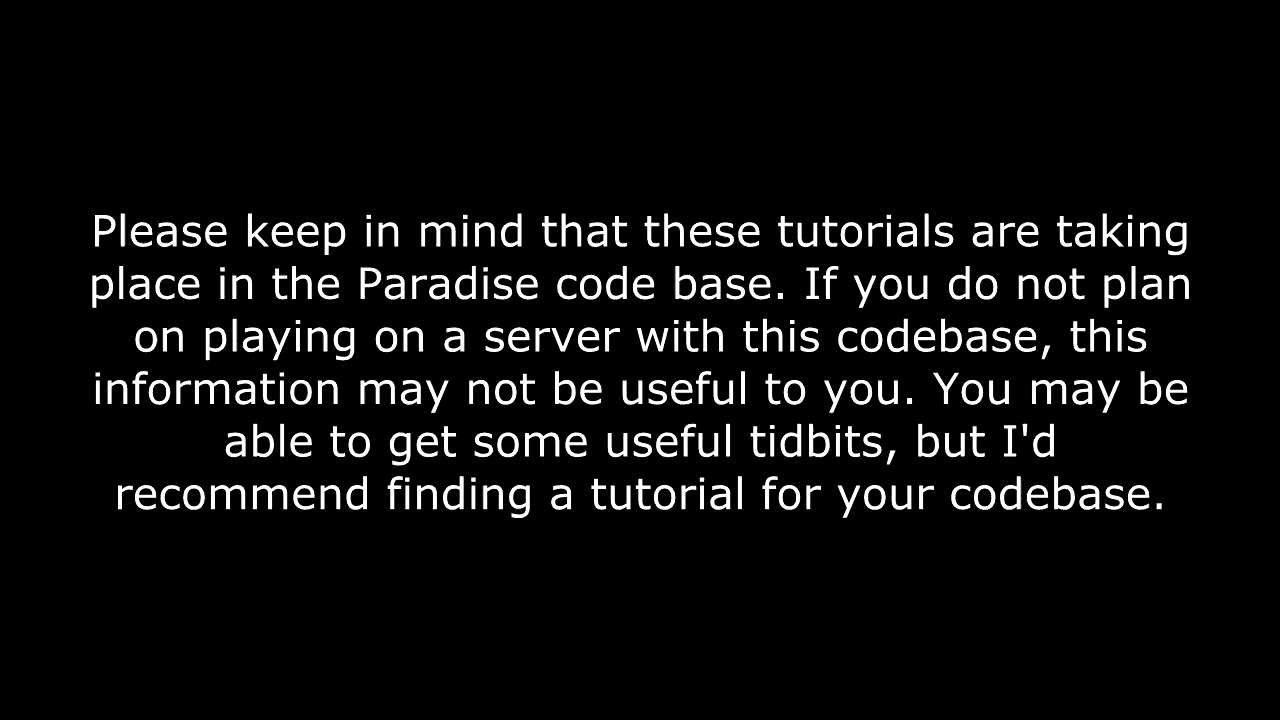 Please keep in mind that these tutorials are taking
place in the Paradise code base. If you do not plan
on playing on a server with this codebase, this
information may not be useful to you. You may be
able to get some useful tidbits, but I'd
recommend finding a tutorial for your codebase.